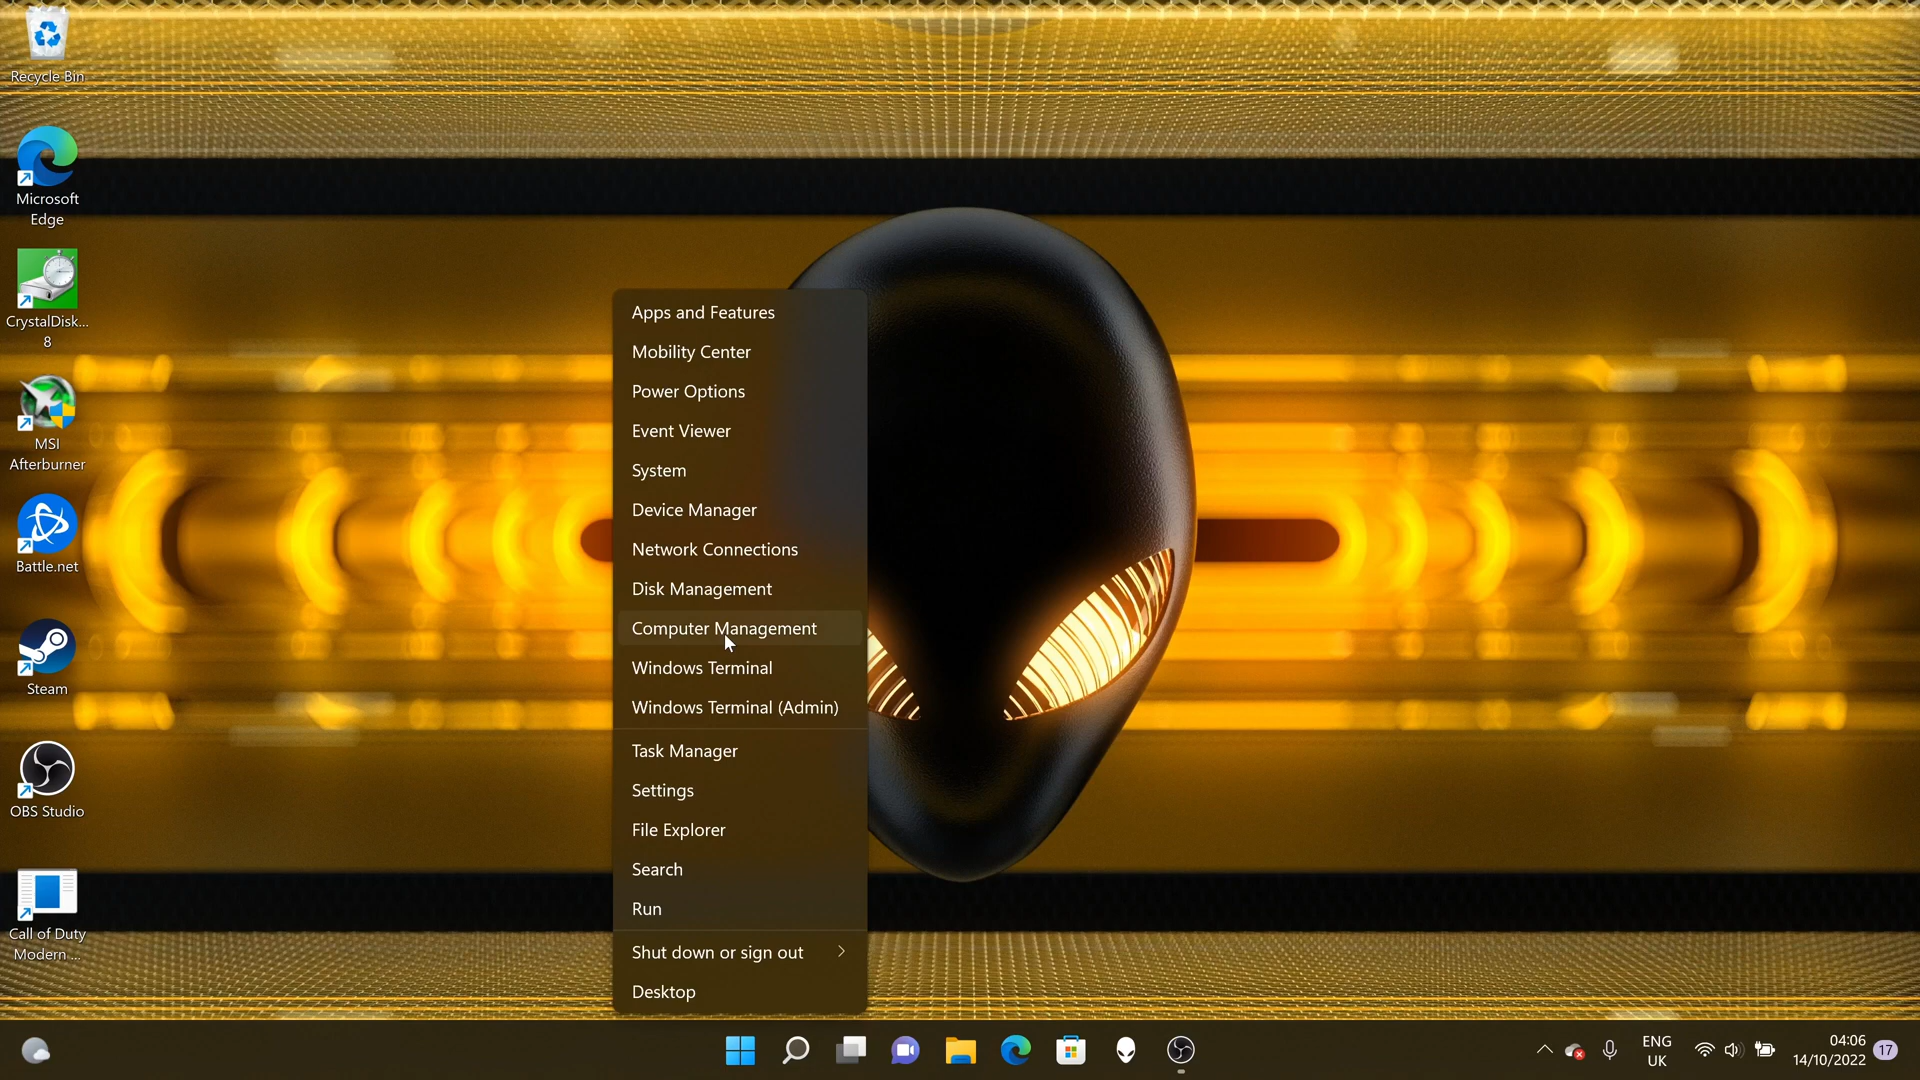 Recycle Bin
Microsoft
Edge
CrystalDisk...
8
MSI
Afterburner
Battle.net
Steam
OBS Studio
Call of Duty
Modern ...
Apps and Features
Mobility Center
Power Options
Event Viewer
System
Device Manager
Network Connections
Disk Management
Computer Management
Windows Terminal
Windows Terminal (Admin)
Task Manager
Settings
File Explorer
Search
Run
Shut down or sign out
Desktop
ENG
UK
04:06
14/10/2022
17